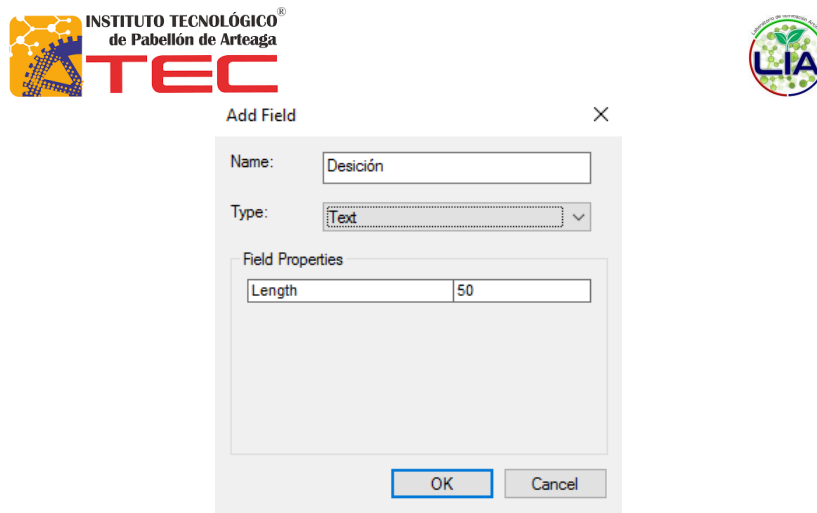 INSTITUTO TECNOLÓGICO®
de Pabellón de Arteaga
TEC
LIA
Add Field
Name: Desición
Type: Text
Field Properties
Length 50
OK Cancel